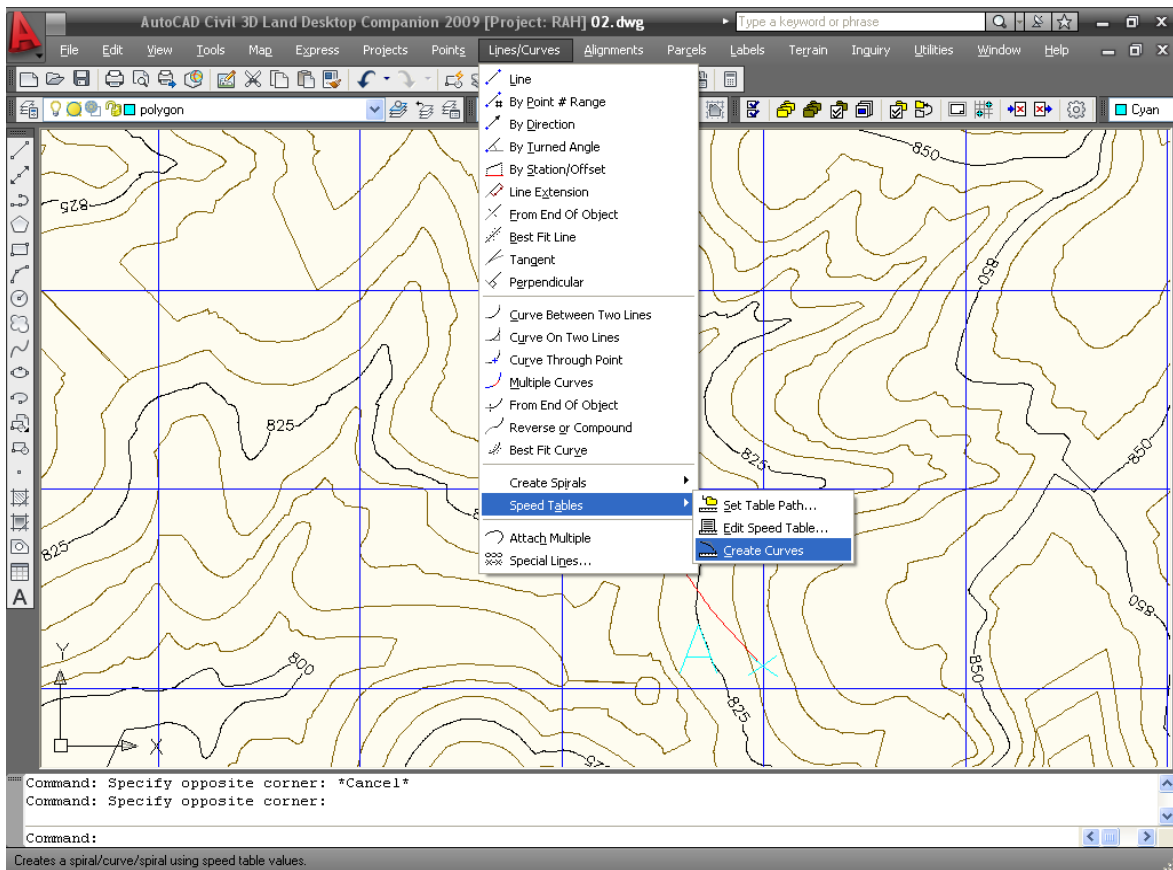 AutoCAD Civil 3D Land Desktop Companion 2009 [Project: RAH] 02.dwg
Type a keyword or phrase
File Edit View Tools Map Express Projects Points Lines/Curves Alignments Parcels Labels Terrain Inquiry Utilities Window Help
polygon
Cyan
Line
By Point # Range
By Direction
By Turned Angle
By Station/Offset
Line Extension
From End Of Object
Best Fit Line
Tangent
Perpendicular
Curve Between Two Lines
Curve On Two Lines
Curve Through Point
Multiple Curves
From End Of Object
Reverse or Compound
Best Fit Curve
Create Spirals
Speed Tables
Attach Multiple
Special Lines...
Set Table Path...
Edit Speed Table...
Create Curves
850
825
850
825
825
850
825
850
800
850
825
825
A
A
Y
X
Command: Specify opposite corner: *Cancel*
Command: Specify opposite corner:
Command:
Creates a spiral/curve/spiral using speed table values.